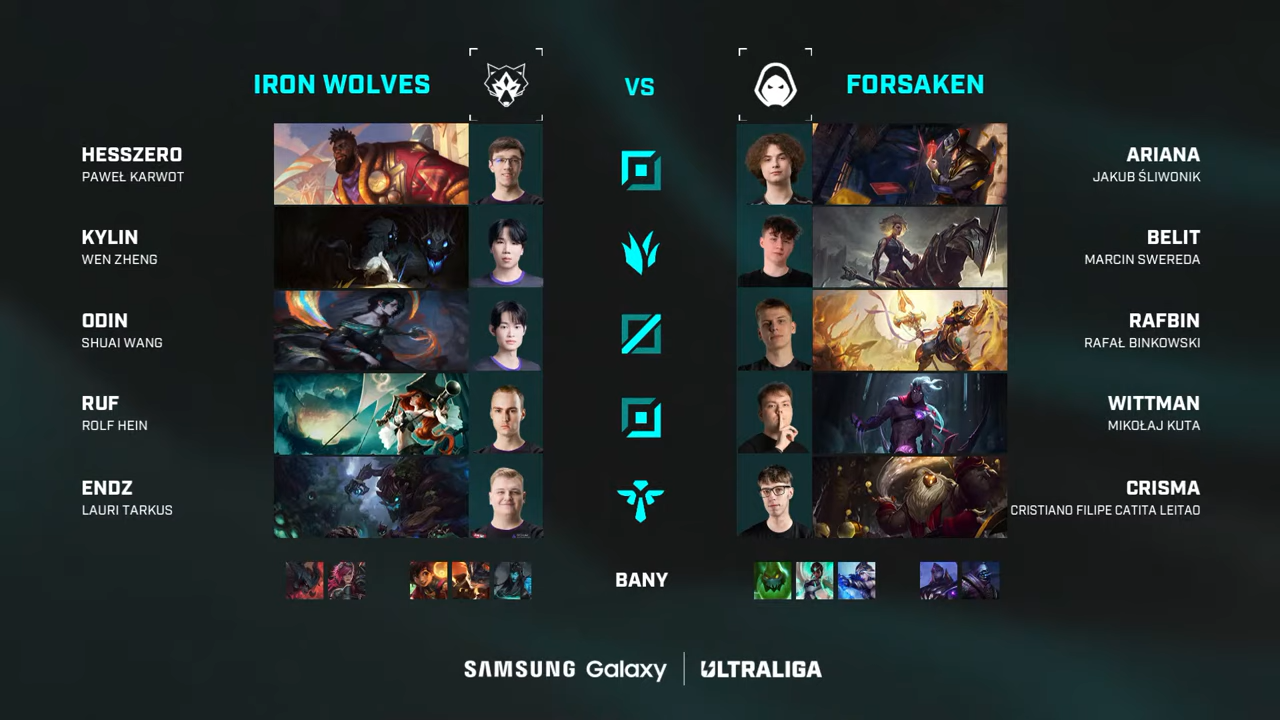 IRON WOLVES
VS
FORSAKEN
HESSZERO
PAWEŁ KARWOT
ARIANA
JAKUB ŚLIWONIK
KYLIN
WEN ZHENG
BELIT
MARCIN SWEREDA
ODIN
SHUAI WANG
RAFBIN
RAFAŁ BINKOWSKI
RUF
ROLF HEIN
WITTMAN
MIKOŁAJ KUTA
ENDZ
LAURI TARKUS
CRISMA
CRISTIANO FILIPE CATITA LEITAO
BANY
SAMSUNG Galaxy
ULTRALIGA